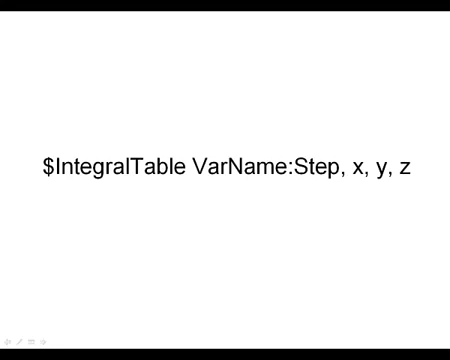 $IntegralTable VarName:Step, x, y, z